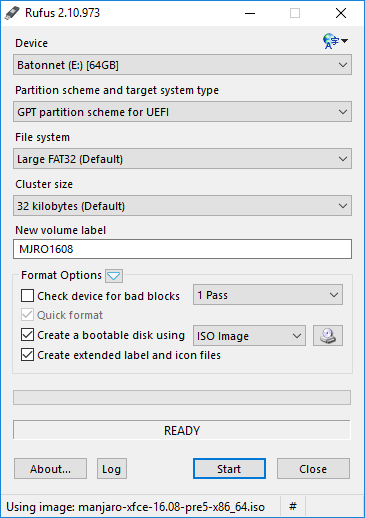 Rufus 2.10.973
Device
Batonnet (E:) [64GB]
Partition scheme and target system type
GPT partition scheme for UEFI
File system
Large FAT32 (Default)
Cluster size
32 kilobytes (Default)
New volume label
MJRO1608
Format Options
Check device for bad blocks 1 Pass
Quick format
Create a bootable disk using ISO Image
Create extended label and icon files
READY
About... Log Start Close
Using image: manjaro-xfce-16.08-pre5-x86_64.iso #